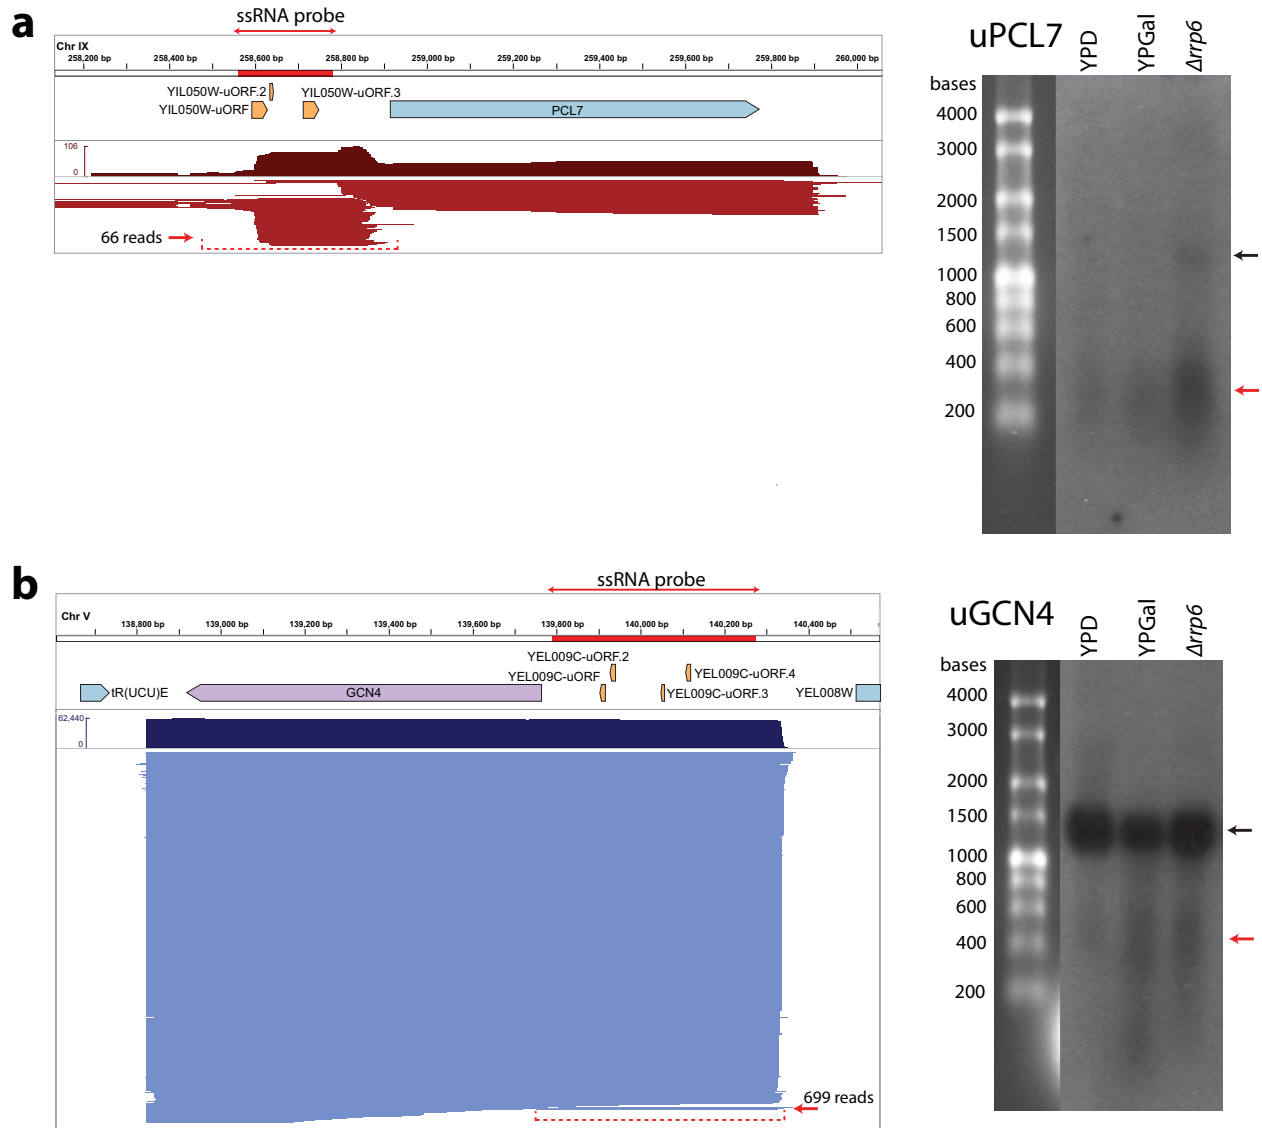 a
ssRNA probe
Chr IX
258,200 bp 258,400 bp 258,600 bp 258,800 bp 259,000 bp 259,200 bp 259,400 bp 259,600 bp 259,800 bp 260,000 bp
YIL050W-uORF.2 YIL050W-uORF.3
YIL050W-uORF PCL7
106
0
66 reads
uPCL7
YPD YPGal Δrrp6
bases
4000
3000
2000
1500
1000
800
600
400
200
b
ssRNA probe
Chr V
138,800 bp 139,000 bp 139,200 bp 139,400 bp 139,600 bp 139,800 bp 140,000 bp 140,200 bp 140,400 bp
YEL009C-uORF.2
YEL009C-uORF YEL009C-uORF.4
tR(UCU)E GCN4 YEL009C-uORF.3 YEL008W
62,440
0
699 reads
uGCN4
YPD YPGal Δrrp6
bases
4000
3000
2000
1500
1000
800
600
400
200